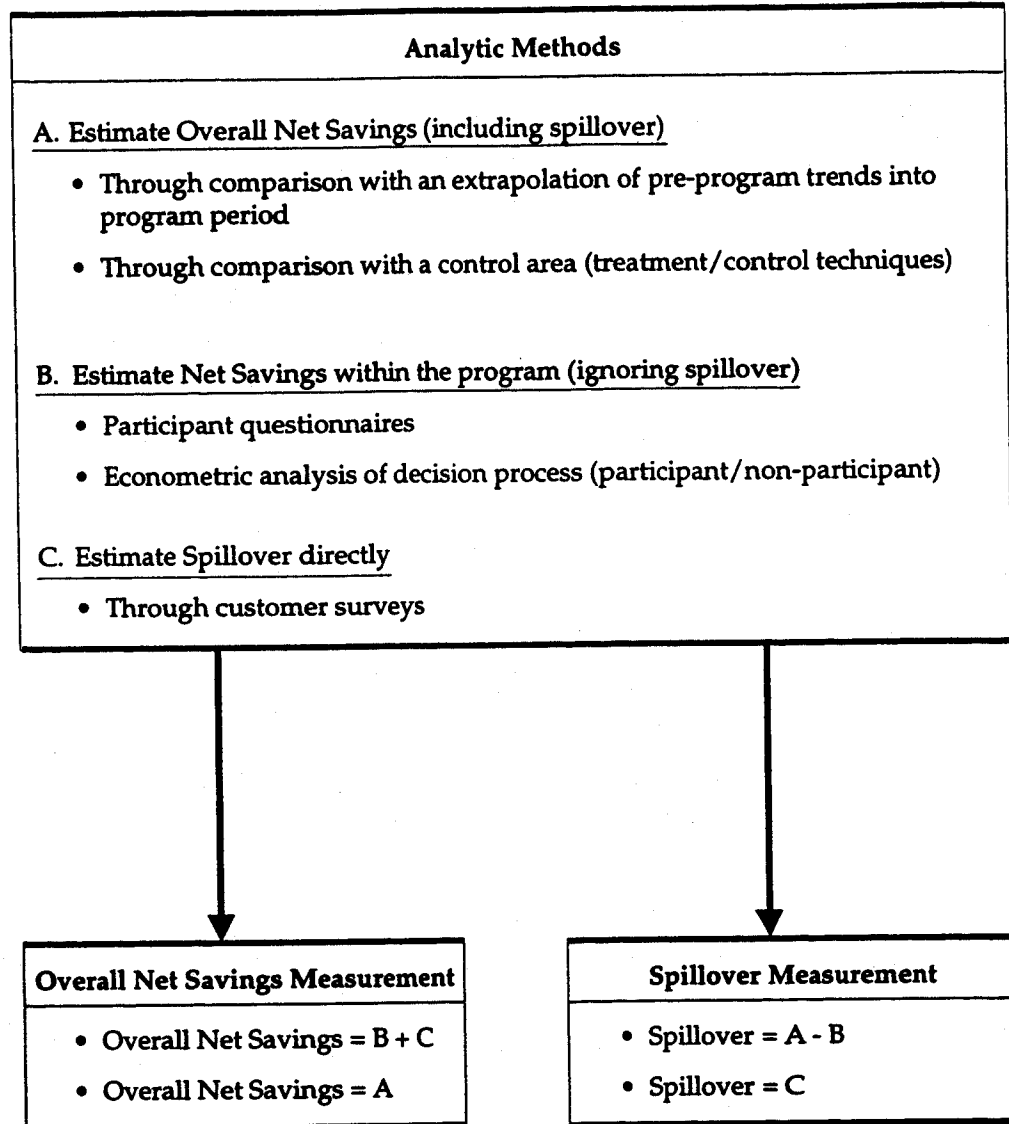 Analytic Methods
A. Estimate Overall Net Savings (including spillover)
• Through comparison with an extrapolation of pre-program trends into
program period
• Through comparison with a control area (treatment/control techniques)
B. Estimate Net Savings within the program (ignoring spillover)
• Participant questionnaires
• Econometric analysis of decision process (participant/non-participant)
C. Estimate Spillover directly
• Through customer surveys
Overall Net Savings Measurement
• Overall Net Savings = B + C
• Overall Net Savings = A
Spillover Measurement
• Spillover = A - B
• Spillover = C